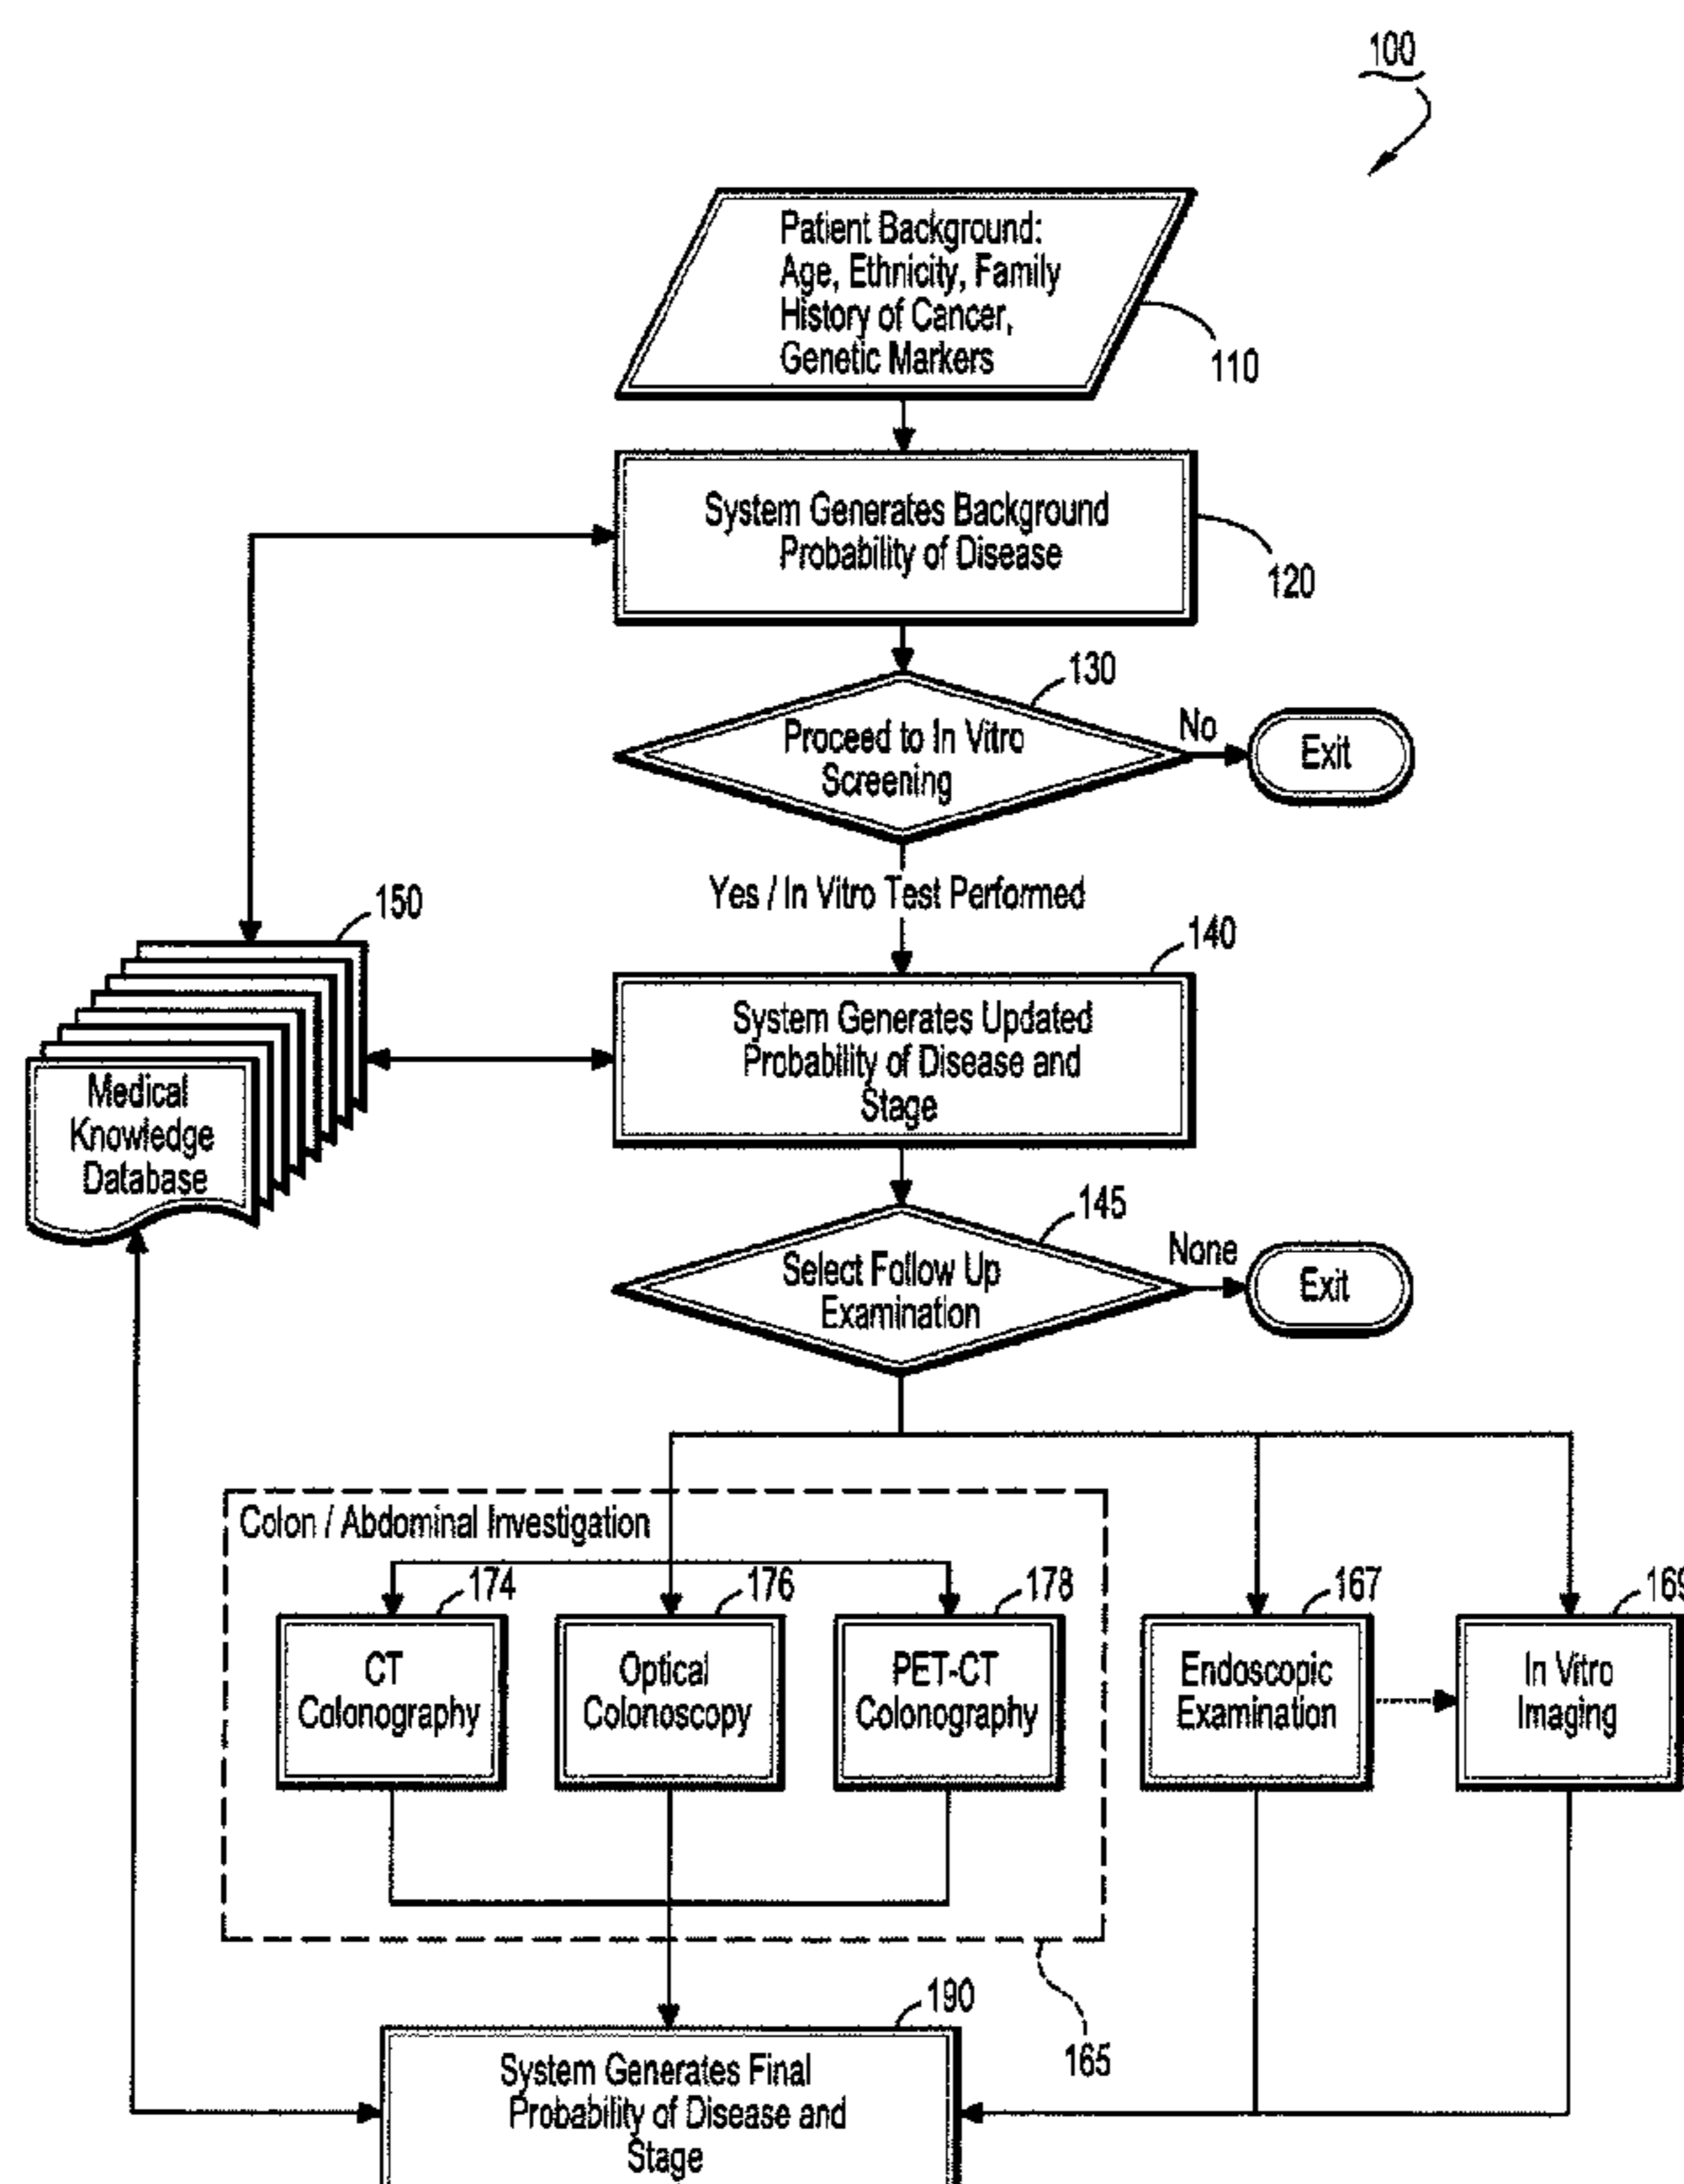 100
Patient Background:
Age, Ethnicity, Family
History of Cancer,
Genetic Markers
110
System Generates Background
Probability of Disease
120
130
Proceed to In Vitro
Screening
No
Exit
Yes / In Vitro Test Performed
150
140
Medical
Knowledge
Database
System Generates Updated
Probability of Disease and
Stage
145
Select Follow Up
Examination
None
Exit
Colon / Abdominal Investigation
174
176
178
167
169
CT
Colonography
Optical
Colonoscopy
PET-CT
Colonography
Endoscopic
Examination
In Vitro
Imaging
190
165
System Generates Final
Probability of Disease and
Stage